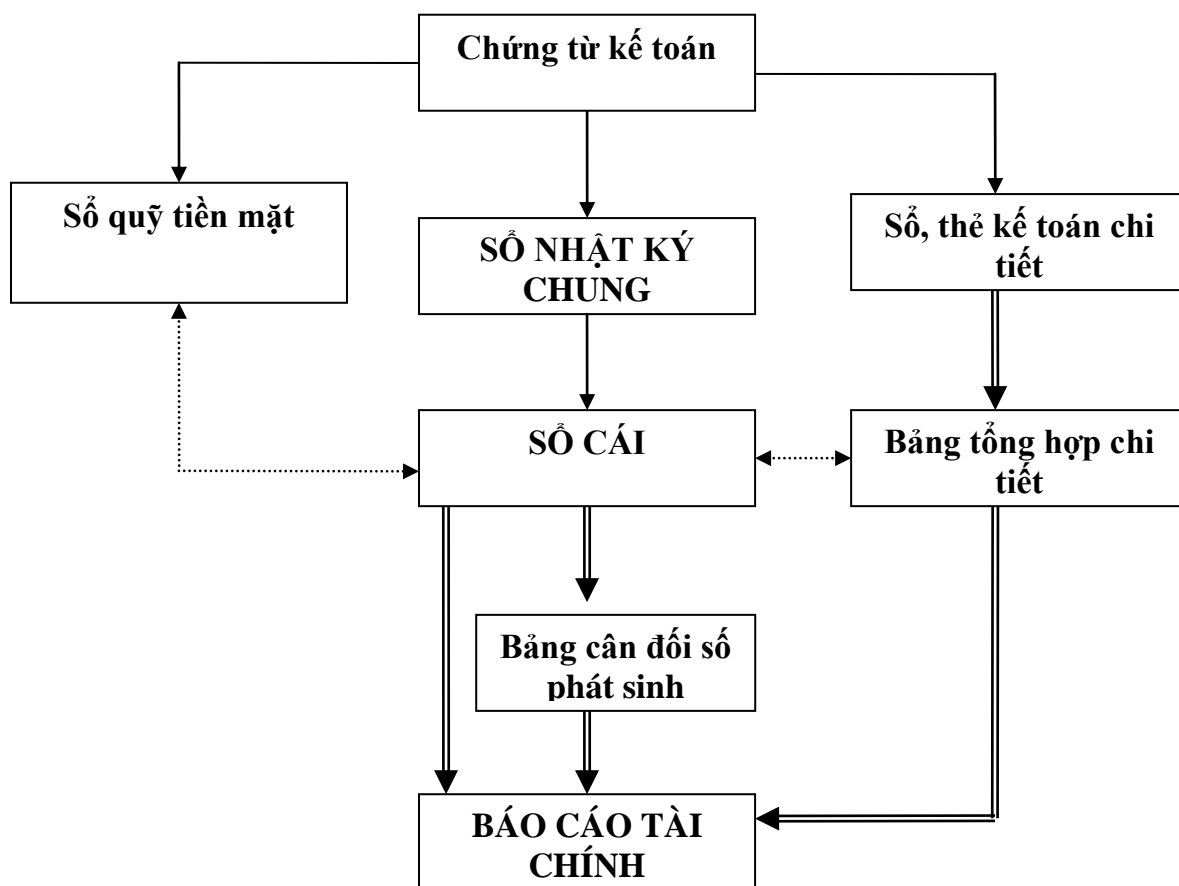 Chứng từ kế toán
Sổ quỹ tiền mặt
SỔ NHẬT KÝ
CHUNG
Sổ, thẻ kế toán chi
tiết
SỔ CÁI
Bảng tổng hợp chi
tiết
Bảng cân đối số
phát sinh
BÁO CÁO TÀI
CHÍNH